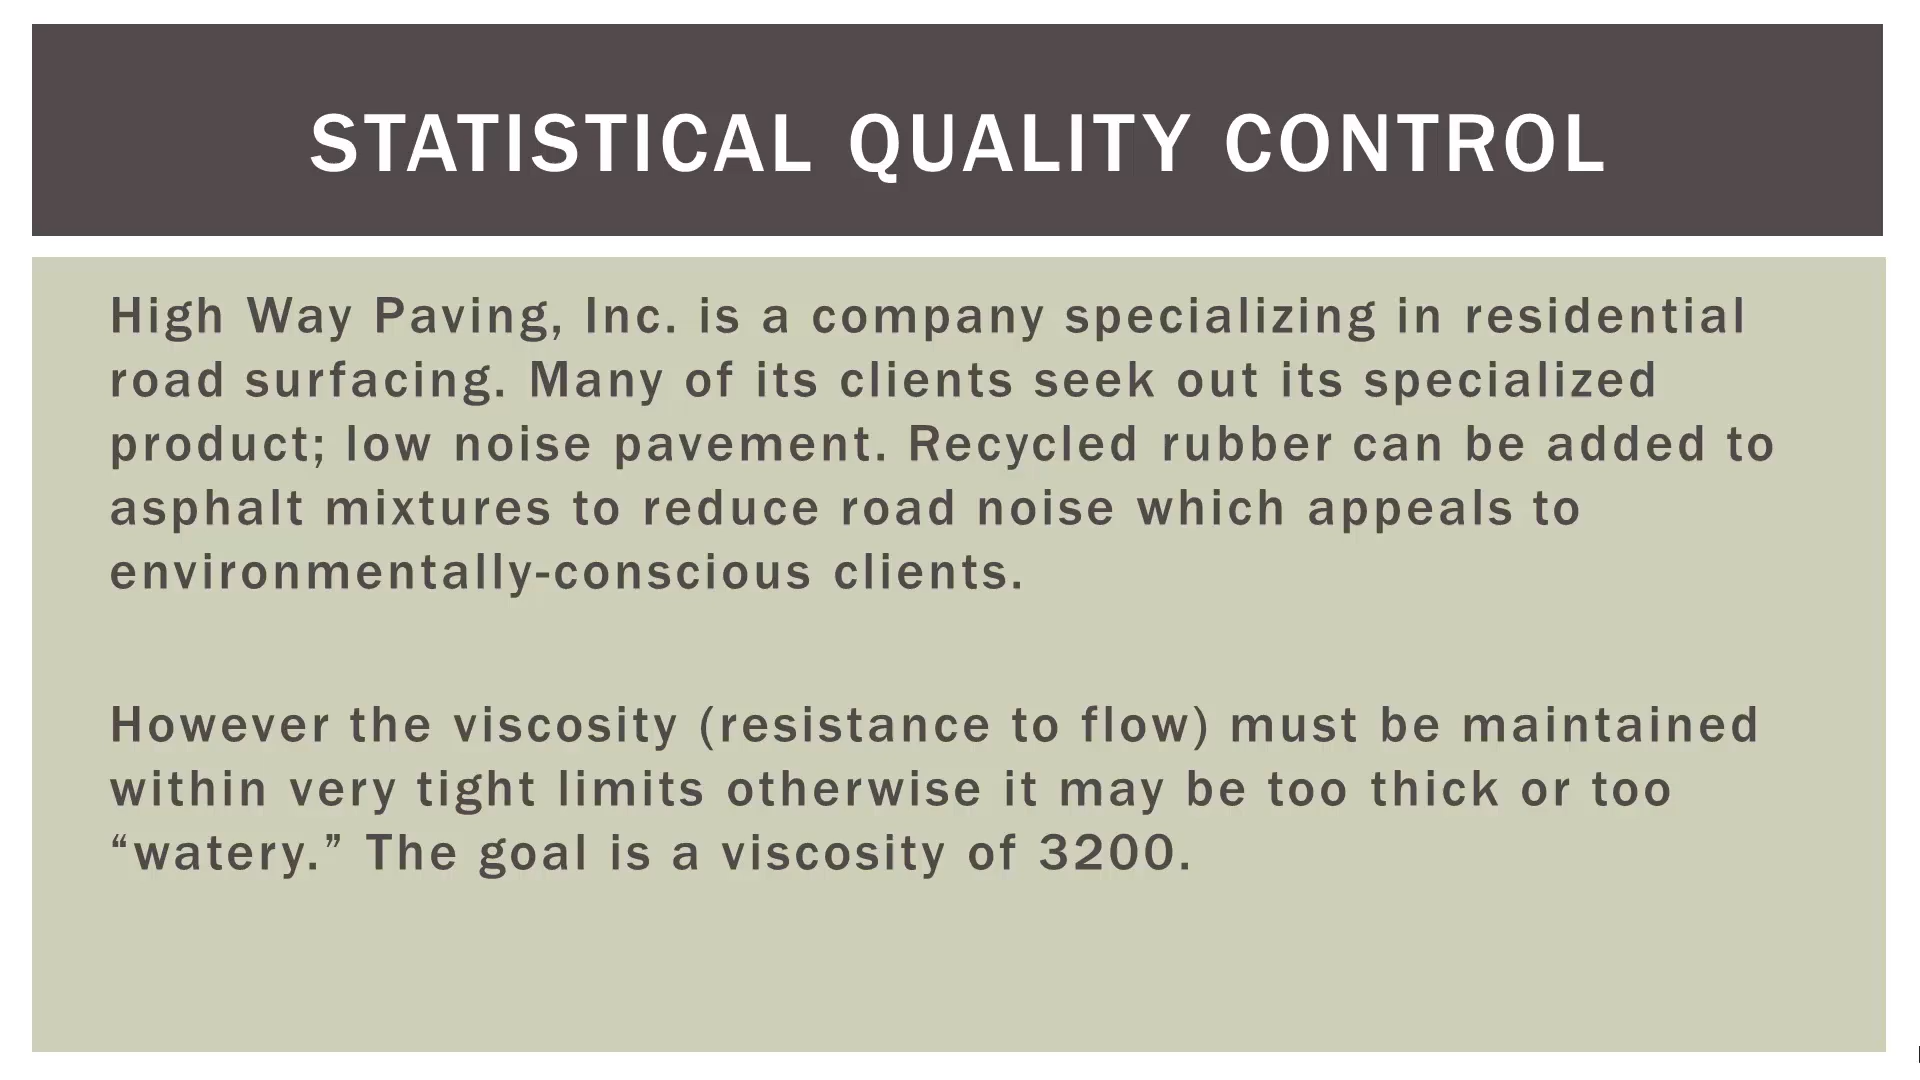 STATISTICAL QUALITY CONTROL
High Way Paving, Inc. is a company specializing in residential
road surfacing. Many of its clients seek out its specialized
product; low noise pavement. Recycled rubber can be added to
asphalt mixtures to reduce road noise which appeals to
environmentally-conscious clients.
However the viscosity (resistance to flow) must be maintained
within very tight limits otherwise it may be too thick or too
“watery.” The goal is a viscosity of 3200.